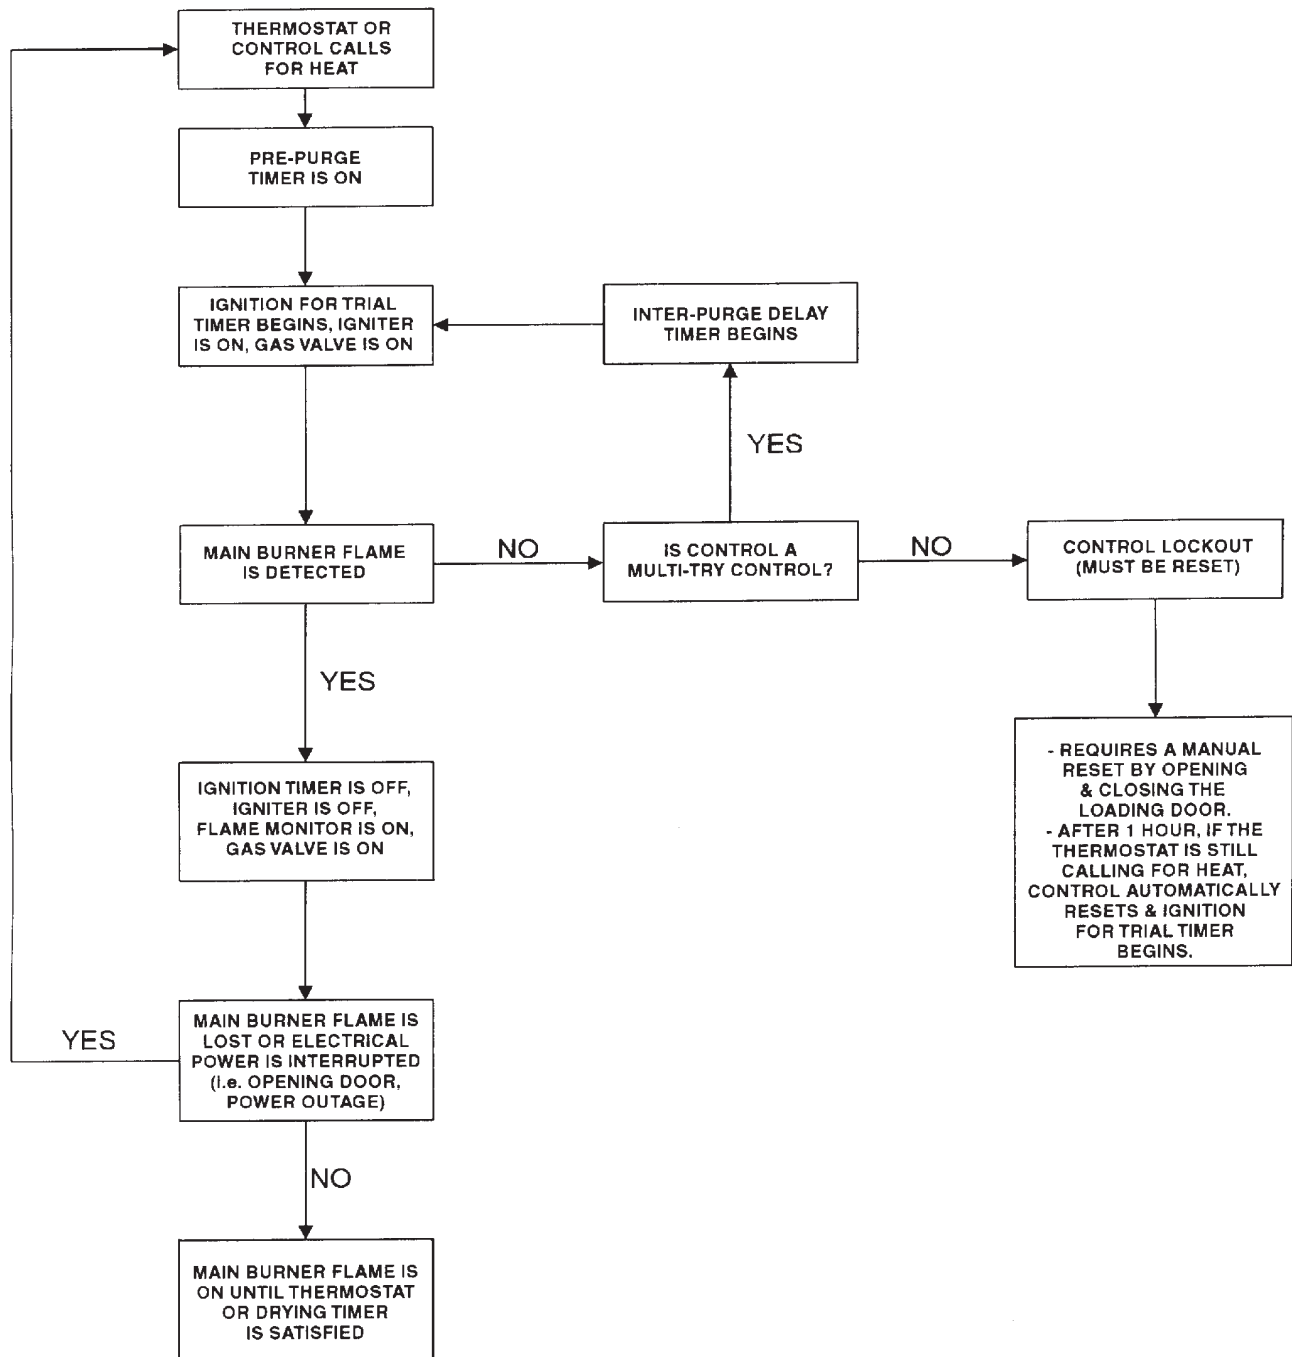 THERMOSTAT OR
CONTROL CALLS
FOR HEAT
PRE-PURGE
TIMER IS ON
IGNITION FOR TRIAL
TIMER BEGINS, IGNITER
IS ON, GAS VALVE IS ON
INTER-PURGE DELAY
TIMER BEGINS
YES
MAIN BURNER FLAME
IS DETECTED
NO
IS CONTROL A
MULTI-TRY CONTROL?
NO
CONTROL LOCKOUT
(MUST BE RESET)
YES
IGNITION TIMER IS OFF,
IGNITER IS OFF,
FLAME MONITOR IS ON,
GAS VALVE IS ON
- REQUIRES A MANUAL
RESET BY OPENING
& CLOSING THE
LOADING DOOR.
- AFTER 1 HOUR, IF THE
THERMOSTAT IS STILL
CALLING FOR HEAT,
CONTROL AUTOMATICALLY
RESETS & IGNITION
FOR TRIAL TIMER
BEGINS.
YES
MAIN BURNER FLAME IS
LOST OR ELECTRICAL
POWER IS INTERRUPTED
(i.e. OPENING DOOR,
POWER OUTAGE)
NO
MAIN BURNER FLAME IS
ON UNTIL THERMOSTAT
OR DRYING TIMER
IS SATISFIED